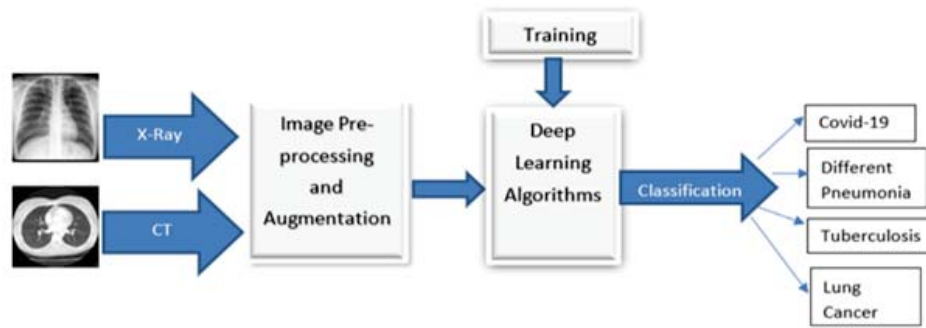 Training
X-Ray
CT
Image Pre-
processing
and
Augmentation
Deep
Learning
Algorithms
Classification
Covid-19
Different
Pneumonia
Tuberculosis
Lung
Cancer